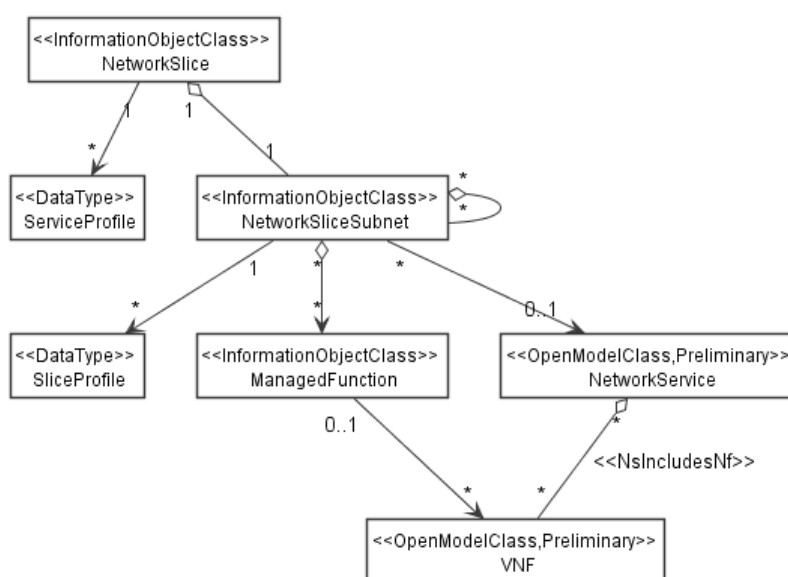 <<InformationObjectClass>>
NetworkSlice
1
1
*
1
<<DataType>>
ServiceProfile
<<InformationObjectClass>>
NetworkSliceSubnet
*
*
1
*
*
*
*
0..1
<<DataType>>
SliceProfile
<<InformationObjectClass>>
ManagedFunction
<<OpenModelClass,Preliminary>>
NetworkService
0..1
*
<<NsIncludesNf>>
*
*
<<OpenModelClass,Preliminary>>
VNF